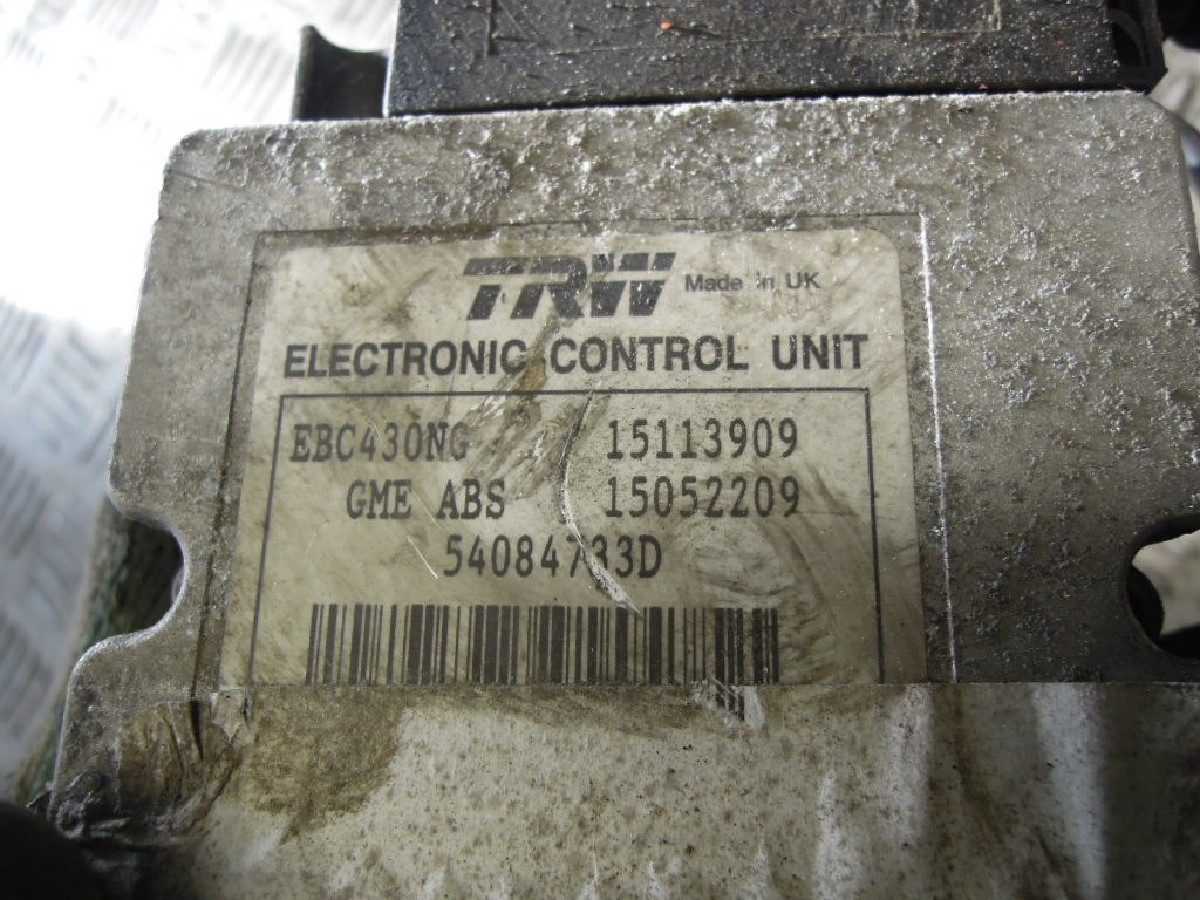 TRW Made in UK
ELECTRONIC CONTROL UNIT
EBC430NG 15113909
GME ABS 15052209
54084733D